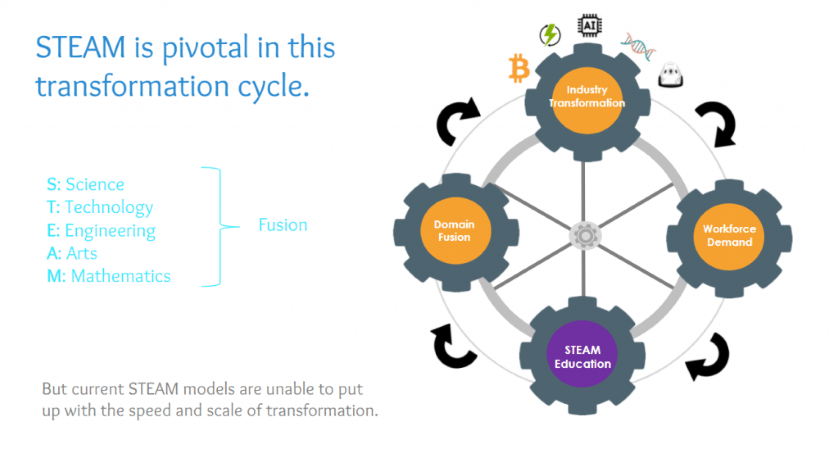 STEAM is pivotal in this
transformation cycle.
S: Science
T: Technology
E: Engineering
A: Arts
M: Mathematics
Fusion
But current STEAM models are unable to put
up with the speed and scale of transformation.
AI
Industry
Transformation
Domain
Fusion
Workforce
Demand
STEAM
Education